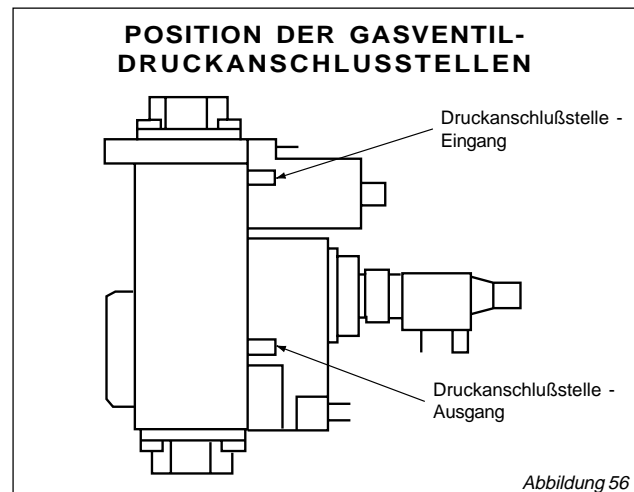 POSITION DER GASVENTIL-
DRUCKANSCHLUSSTELLEN
Druckanschlußstelle -
Eingang
Druckanschlußstelle -
Ausgang
Abbildung 56